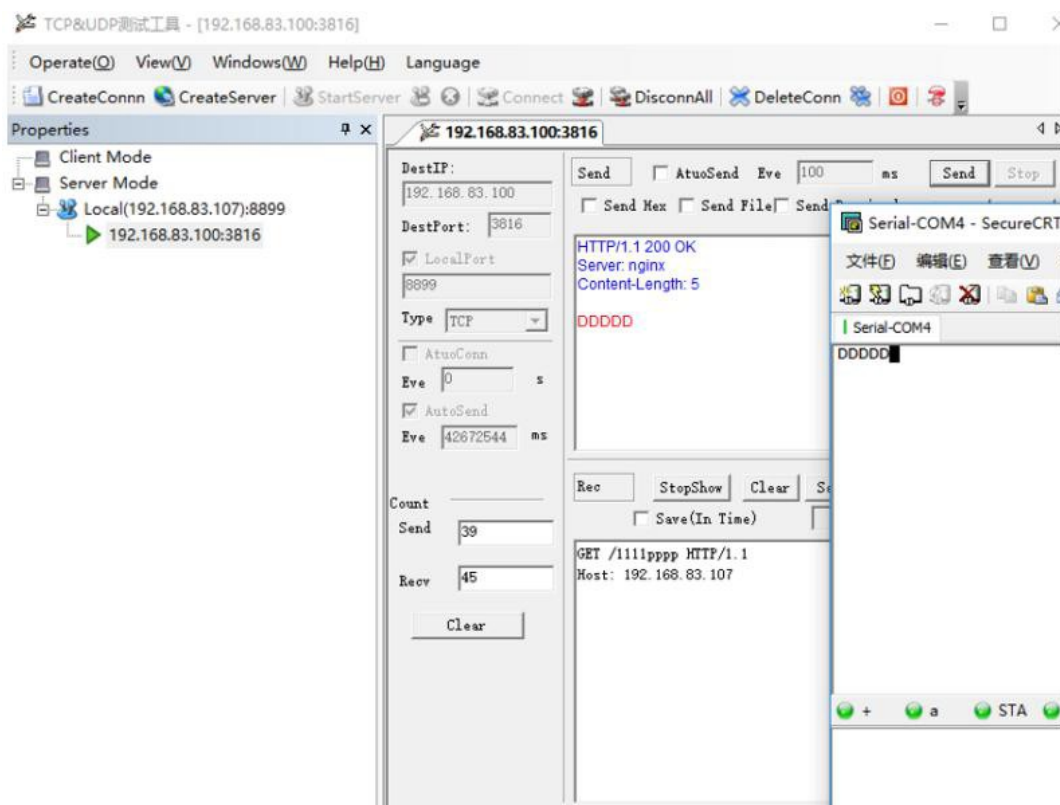 TCP&UDP测试工具 - [192.168.83.100:3816]
Operate(O) View(V) Windows(W) Help(H) Language
CreateConnn CreateServer StartServer Connect DisconnAll DeleteConn
Properties
Client Mode
Server Mode
Local(192.168.83.107):8899
192.168.83.100:3816
192.168.83.100:3816
DestIP:
192.168.83.100
DestPort: 3816
LocalPort
8899
Type TCP
AtuoConn
Eve 0 s
AutoSend
Eve 42672544 ms
Count
Send 39
Recv 45
Clear
Send AtuoSend Eve 100 ms Send Stop
Send Hex Send File Send
HTTP/1.1 200 OK
Server: nginx
Content-Length: 5
DDDDD
Rec StopShow Clear
Save(In Time)
GET /1111pppp HTTP/1.1
Host: 192.168.83.107
Serial-COM4 - SecureCRT
文件(F) 编辑(E) 查看(V)
Serial-COM4
DDDDD
+ a STA